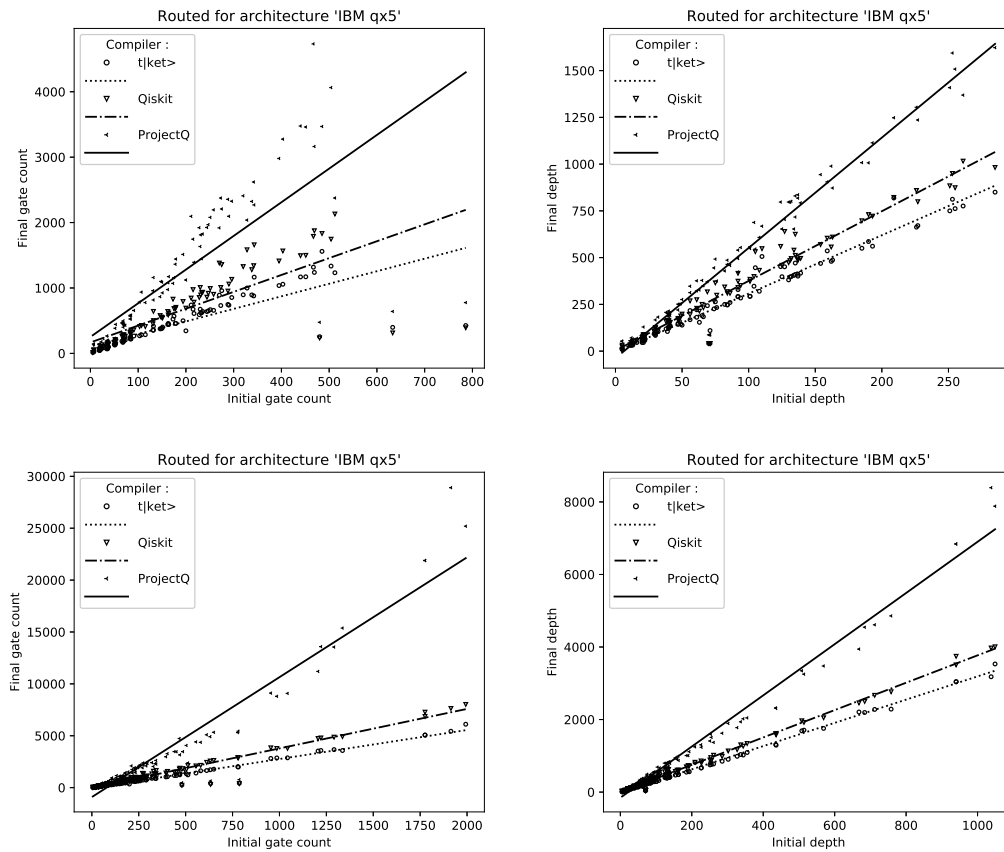 Routed for architecture 'IBM qx5'
Compiler :
t|ket>
Qiskit
ProjectQ
Final gate count
4000
3000
2000
1000
0
0 100 200 300 400 500 600 700 800
Initial gate count
Routed for architecture 'IBM qx5'
Compiler :
t|ket>
Qiskit
ProjectQ
Final depth
1500
1250
1000
750
500
250
0
0 50 100 150 200 250
Initial depth
Routed for architecture 'IBM qx5'
Compiler :
t|ket>
Qiskit
ProjectQ
Final gate count
30000
25000
20000
15000
10000
5000
0
0 250 500 750 1000 1250 1500 1750 2000
Initial gate count
Routed for architecture 'IBM qx5'
Compiler :
t|ket>
Qiskit
ProjectQ
Final depth
8000
6000
4000
2000
0
0 200 400 600 800 1000
Initial depth